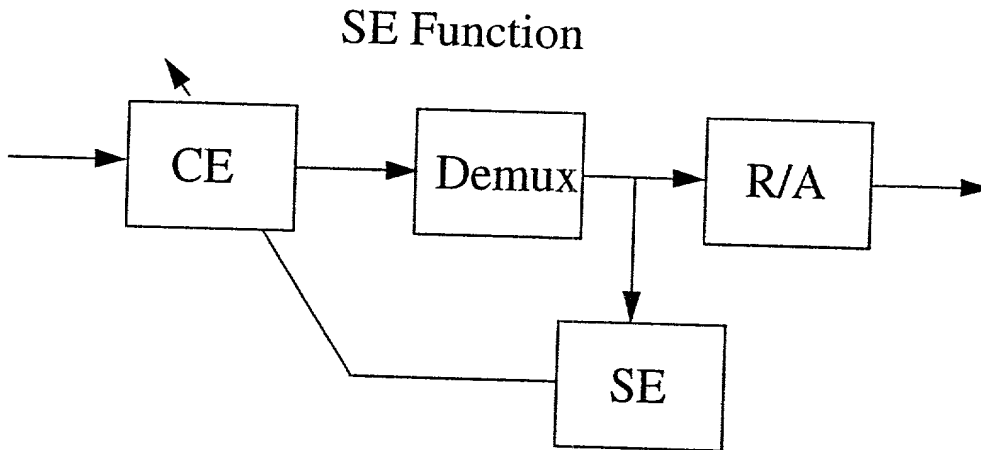 SE Function
CE
Demux
R/A
SE